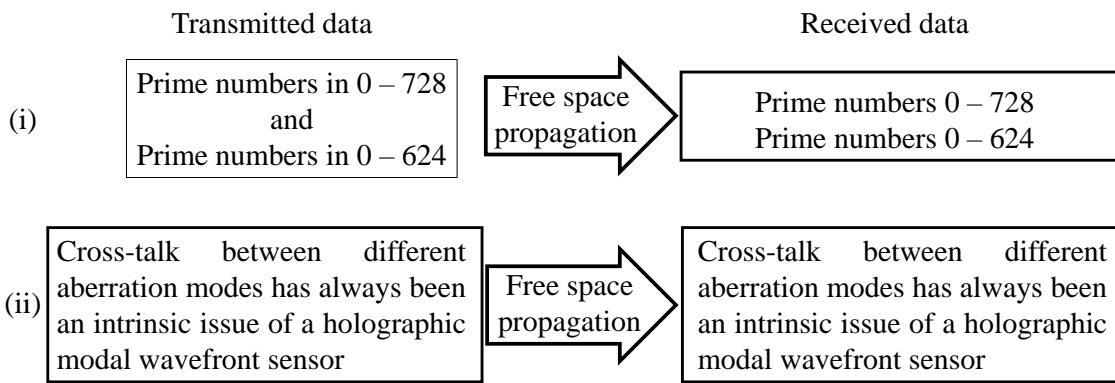 Transmitted data
Received data
(i)
Prime numbers in 0 – 728
and
Prime numbers in 0 – 624
Free space
propagation
Prime numbers 0 – 728
Prime numbers 0 – 624
(ii)
Cross-talk between different
aberration modes has always been
an intrinsic issue of a holographic
modal wavefront sensor
Free space
propagation
Cross-talk between different
aberration modes has always been
an intrinsic issue of a holographic
modal wavefront sensor